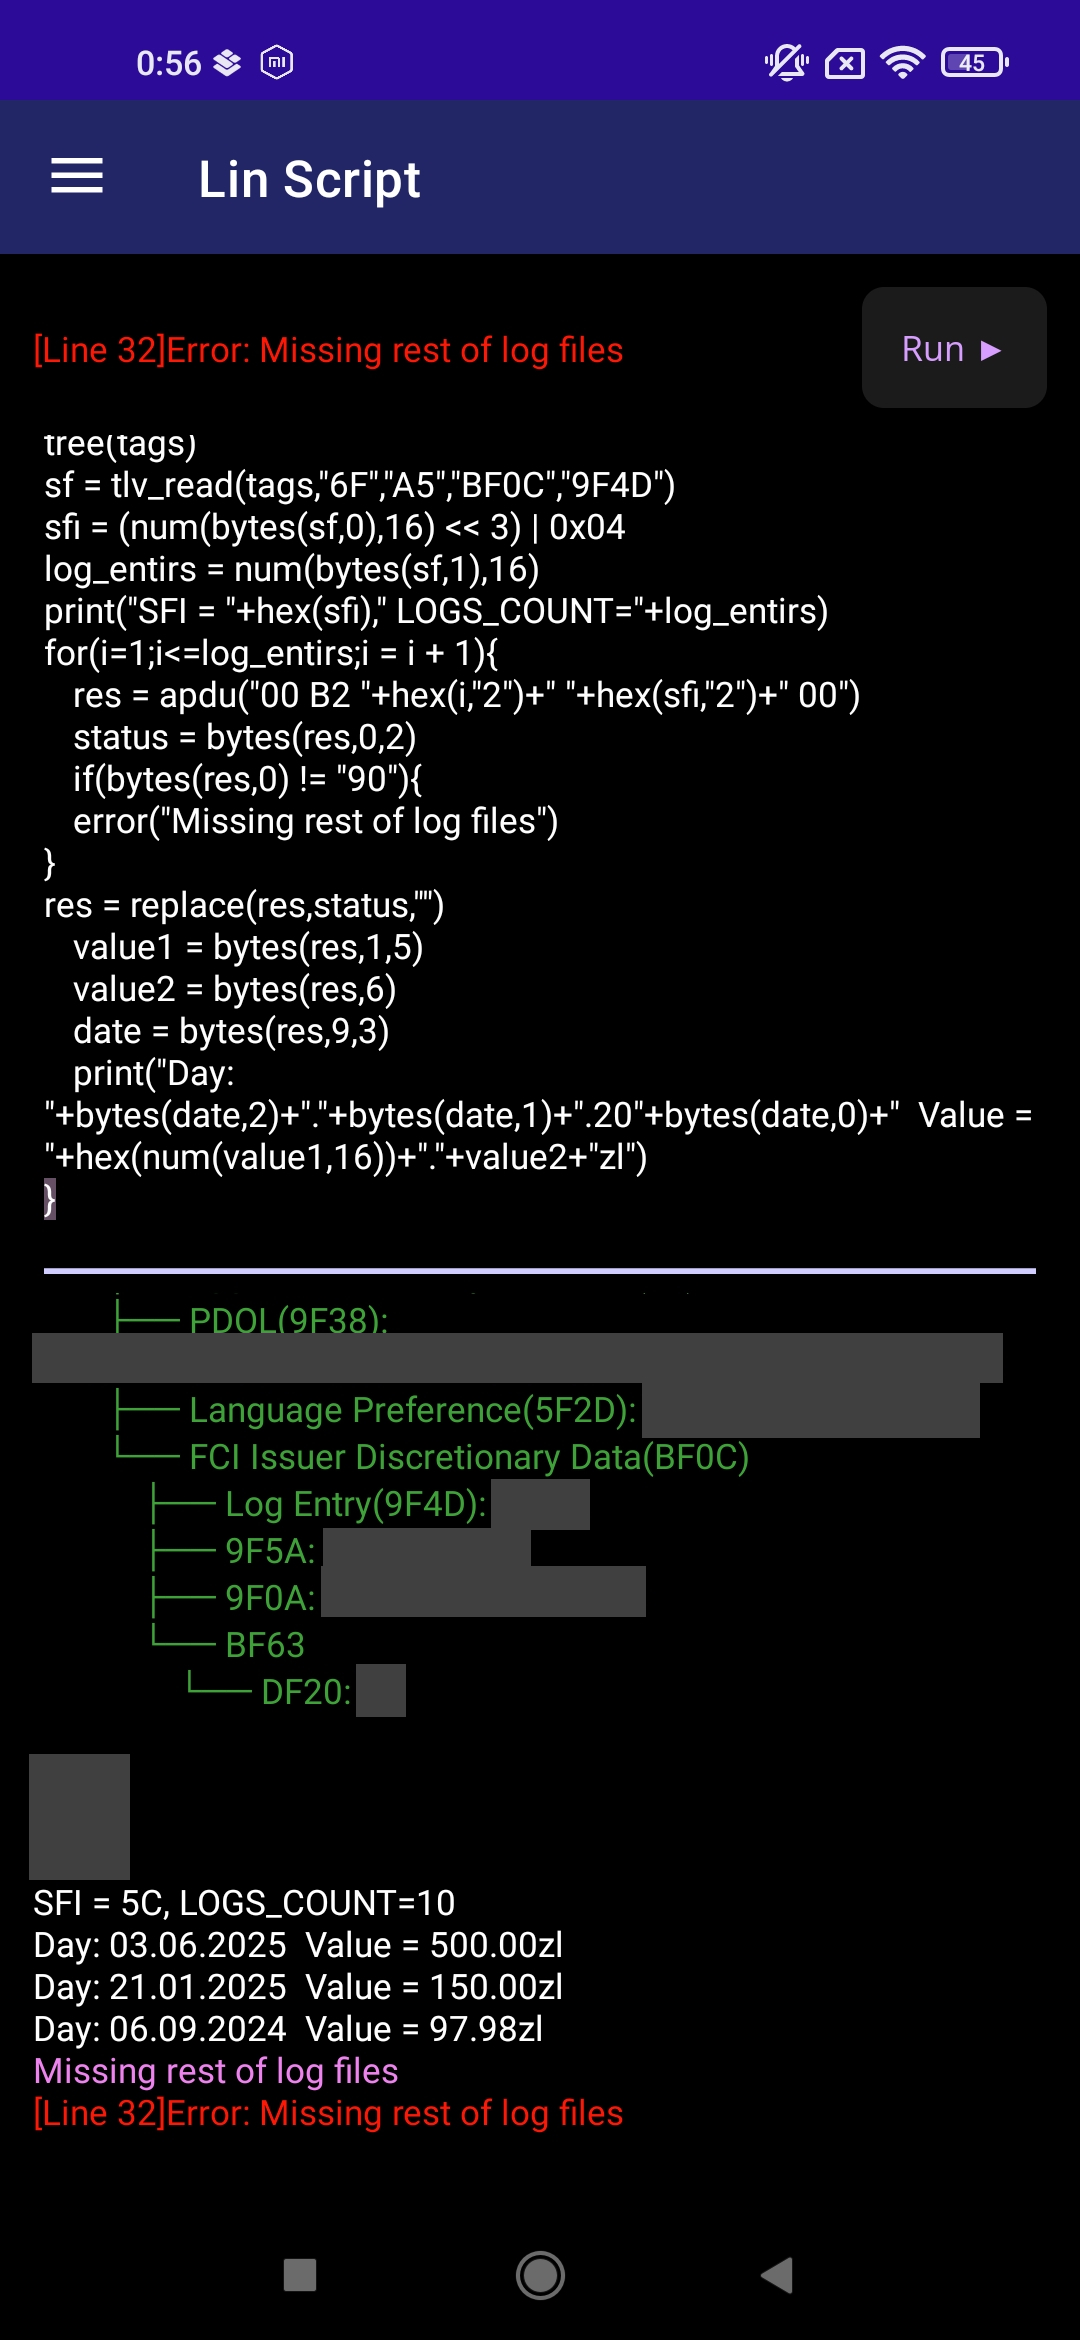 0:56
45
Lin Script
[Line 32]Error: Missing rest of log files
Run ►
tree(tags)
sf = tlv_read(tags,"6F","A5","BF0C","9F4D")
sfi = (num(bytes(sf,0),16) << 3) | 0x04
log_entirs = num(bytes(sf,1),16)
print("SFI = "+hex(sfi)," LOGS_COUNT="+log_entirs)
for(i=1;i<=log_entirs;i = i + 1){
res = apdu("00 B2 "+hex(i,"2")+" "+hex(sfi,"2")+" 00")
status = bytes(res,0,2)
if(bytes(res,0) != "90"){
error("Missing rest of log files")
}
res = replace(res,status,"")
value1 = bytes(res,1,5)
value2 = bytes(res,6)
date = bytes(res,9,3)
print("Day:
"+bytes(date,2)+"."+bytes(date,1)+".20"+bytes(date,0)+"  Value =
"+hex(num(value1,16))+"."+value2+"zl")
}
├── PDOL(9F38):
├── Language Preference(5F2D):
└── FCI Issuer Discretionary Data(BF0C)
├── Log Entry(9F4D):
├── 9F5A:
├── 9F0A:
└── BF63
└── DF20:
SFI = 5C, LOGS_COUNT=10
Day: 03.06.2025  Value = 500.00zl
Day: 21.01.2025  Value = 150.00zl
Day: 06.09.2024  Value = 97.98zl
Missing rest of log files
[Line 32]Error: Missing rest of log files